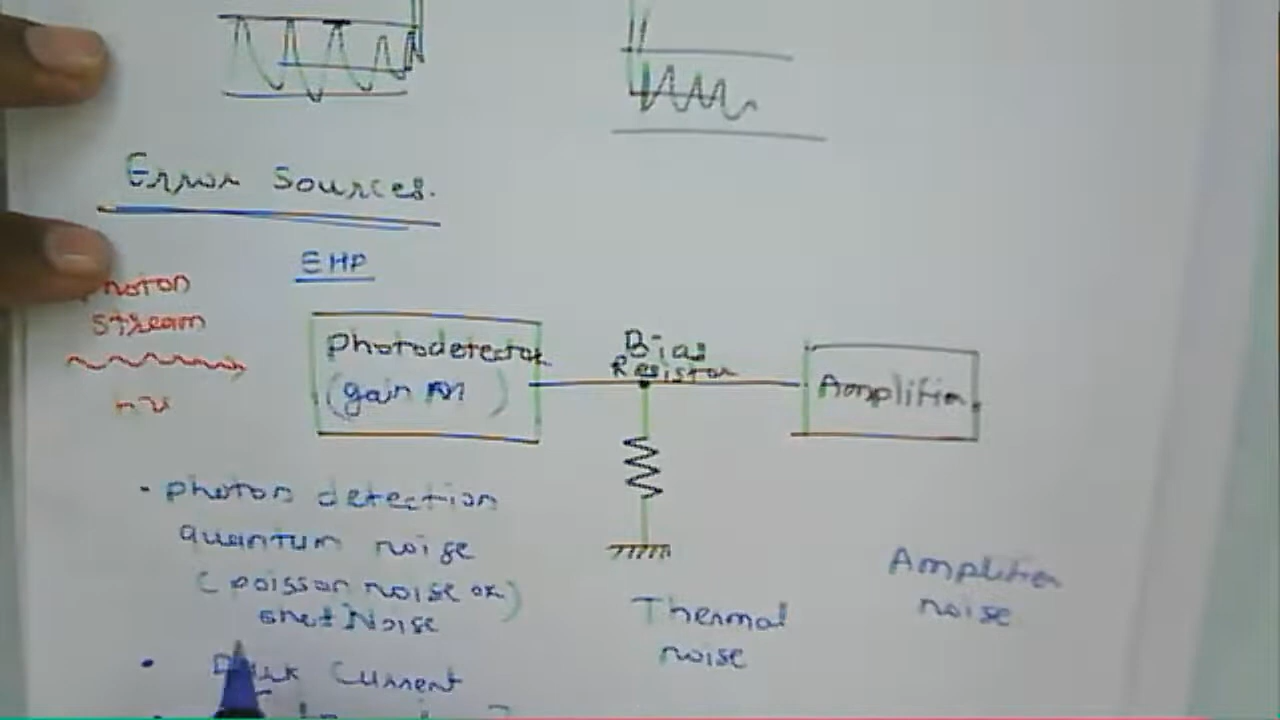 Error Sources.
EHP
photon
stream
hν
Photodetector
(gain M)
Bias
Resistor
Amplifier
• photon detection
quantum noise
(poisson noise or)
shot Noise
Thermal
noise
Amplifier
noise
• Dark Current